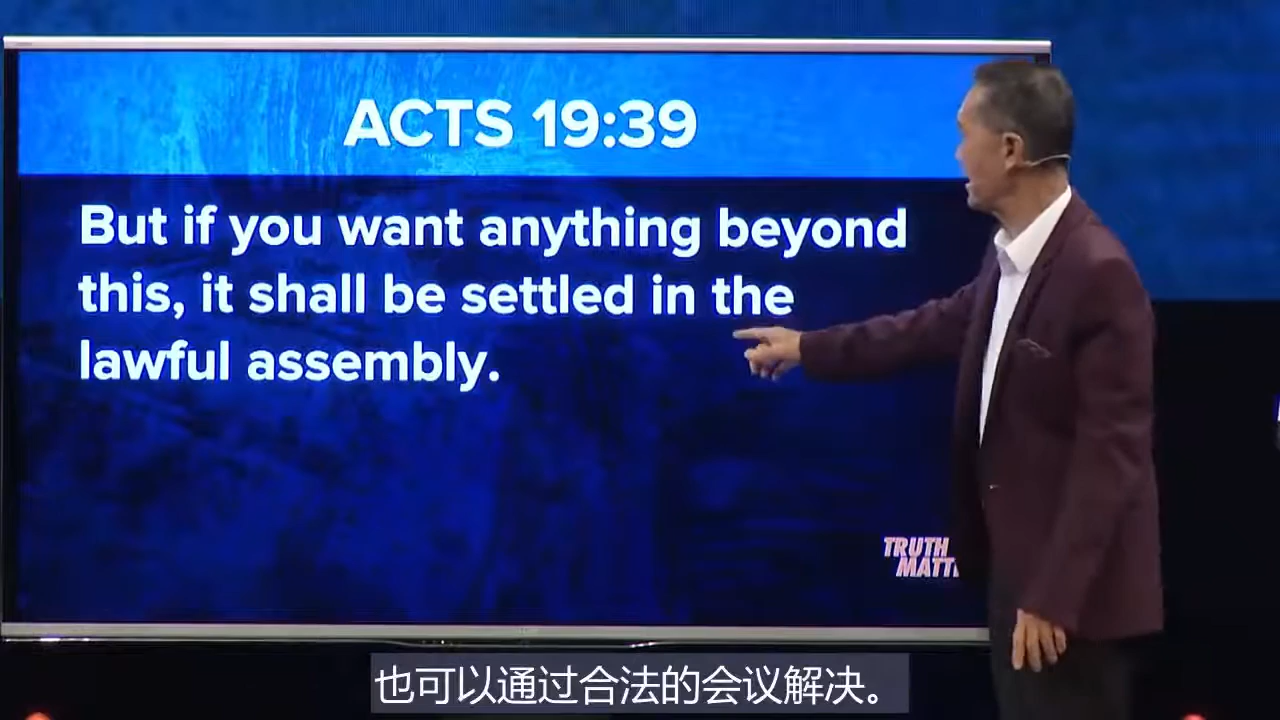 ACTS 19:39
But if you want anything beyond
this, it shall be settled in the
lawful assembly.
TRUTH
也可以通过合法的会议解决。